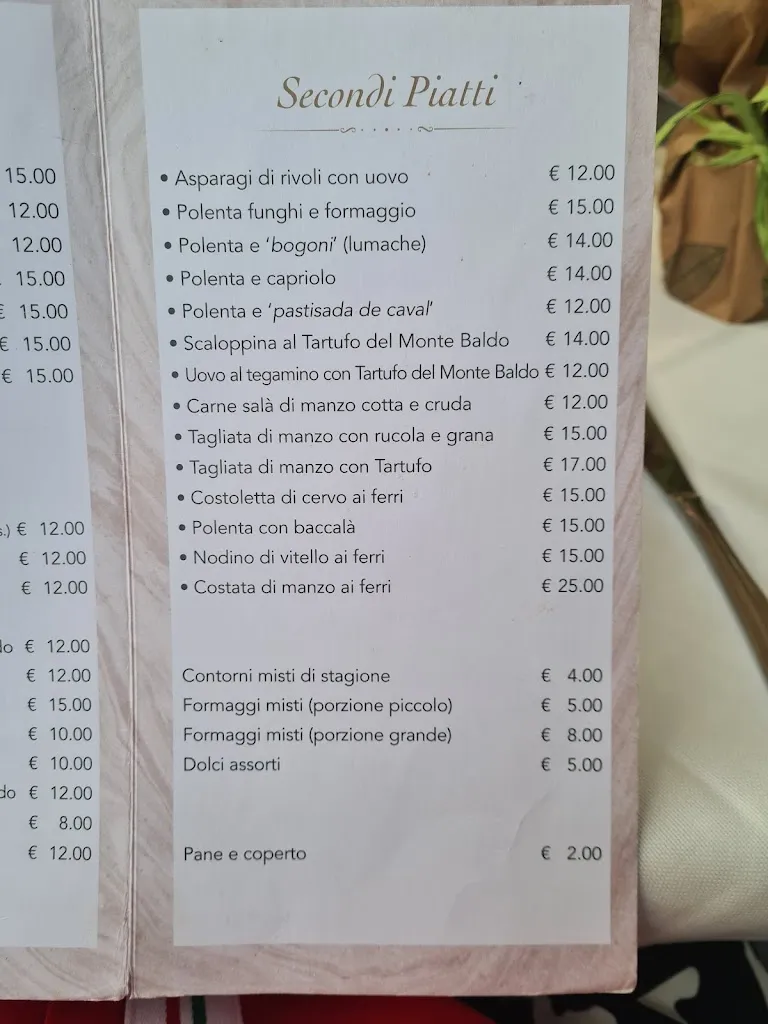 15.00
12.00
12.00
15.00
€ 15.00
€ 15.00
€ 15.00
€ 12.00
€ 12.00
€ 12.00
€ 12.00
€ 12.00
€ 15.00
€ 10.00
€ 10.00
€ 12.00
€ 8.00
€ 12.00
Secondi Piatti
• Asparagi di rivoli con uovo € 12.00
• Polenta funghi e formaggio € 15.00
• Polenta e ‘bogoni’ (lumache) € 14.00
• Polenta e capriolo € 14.00
• Polenta e ‘pastisada de caval’ € 12.00
• Scaloppina al Tartufo del Monte Baldo € 14.00
• Uovo al tegamino con Tartufo del Monte Baldo € 12.00
• Carne salà di manzo cotta e cruda € 12.00
• Tagliata di manzo con rucola e grana € 15.00
• Tagliata di manzo con Tartufo € 17.00
• Costoletta di cervo ai ferri € 15.00
• Polenta con baccalà € 15.00
• Nodino di vitello ai ferri € 15.00
• Costata di manzo ai ferri € 25.00
Contorni misti di stagione € 4.00
Formaggi misti (porzione piccolo) € 5.00
Formaggi misti (porzione grande) € 8.00
Dolci assorti € 5.00
Pane e coperto € 2.00